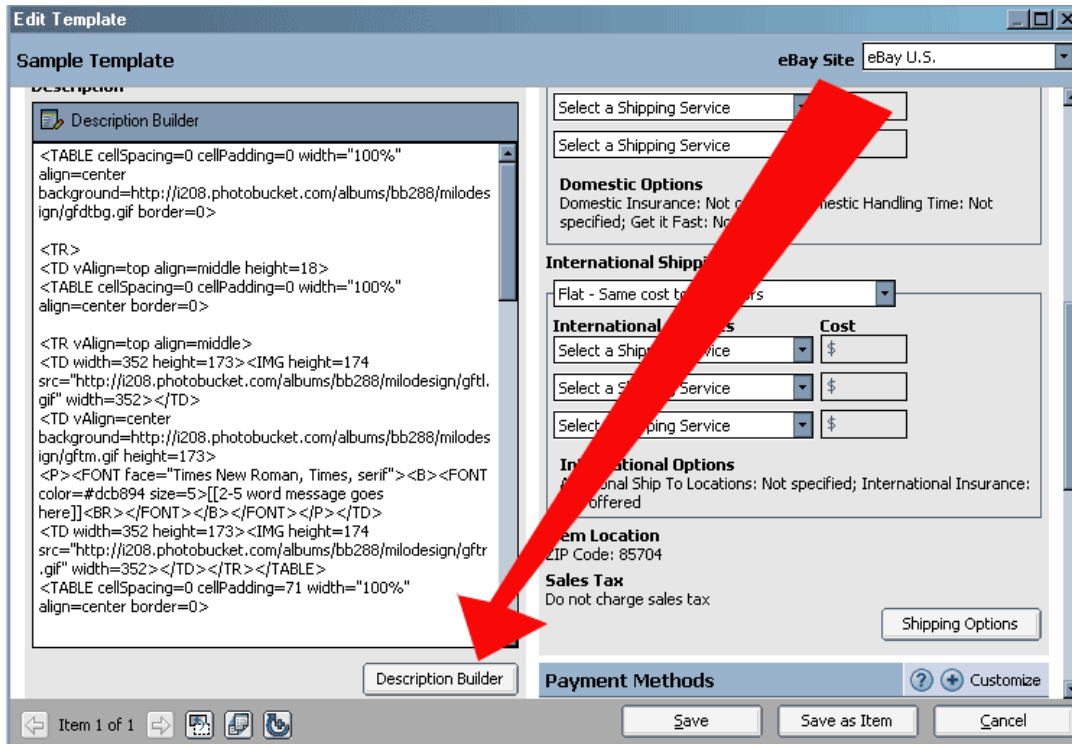 Edit Template
Sample Template
eBay Site
eBay U.S.
Description
Description Builder
<TABLE cellSpacing=0 cellPadding=0 width="100%"
align=center
background=http://i208.photobucket.com/albums/bb288/milodes
ign/gfdtbg.gif border=0>
<TR>
<TD vAlign=top align=middle height=18>
<TABLE cellSpacing=0 cellPadding=0 width="100%"
align=center border=0>
<TR vAlign=top align=middle>
<TD width=352 height=173><IMG height=174
src="http://i208.photobucket.com/albums/bb288/milodesign/gftl.
gif" width=352></TD>
<TD vAlign=center
background=http://i208.photobucket.com/albums/bb288/milodes
ign/gftm.gif height=173>
<P><FONT face="Times New Roman, Times, serif"><B><FONT
color=#dcb894 size=5>[[2-5 word message goes
here]]<BR></FONT></B></FONT></P></TD>
<TD width=352 height=173><IMG height=174
src="http://i208.photobucket.com/albums/bb288/milodesign/gftr
.gif" width=352></TD></TR></TABLE>
<TABLE cellSpacing=0 cellPadding=71 width="100%"
align=center border=0>
Description Builder
Select a Shipping Service
Select a Shipping Service
Domestic Options
Domestic Insurance: Not Handling Time: Not
specified; Get it Fast:
International
Flat - Same cost
International Cost
Select a $
Select a Service $
Select Service $
Options
Ship To Locations: Not specified; International Insurance:
offered
Location
ZIP Code: 85704
Sales Tax
Do not charge sales tax
Shipping Options
Payment Methods
? + Customize
Item 1 of 1
Save
Save as Item
Cancel